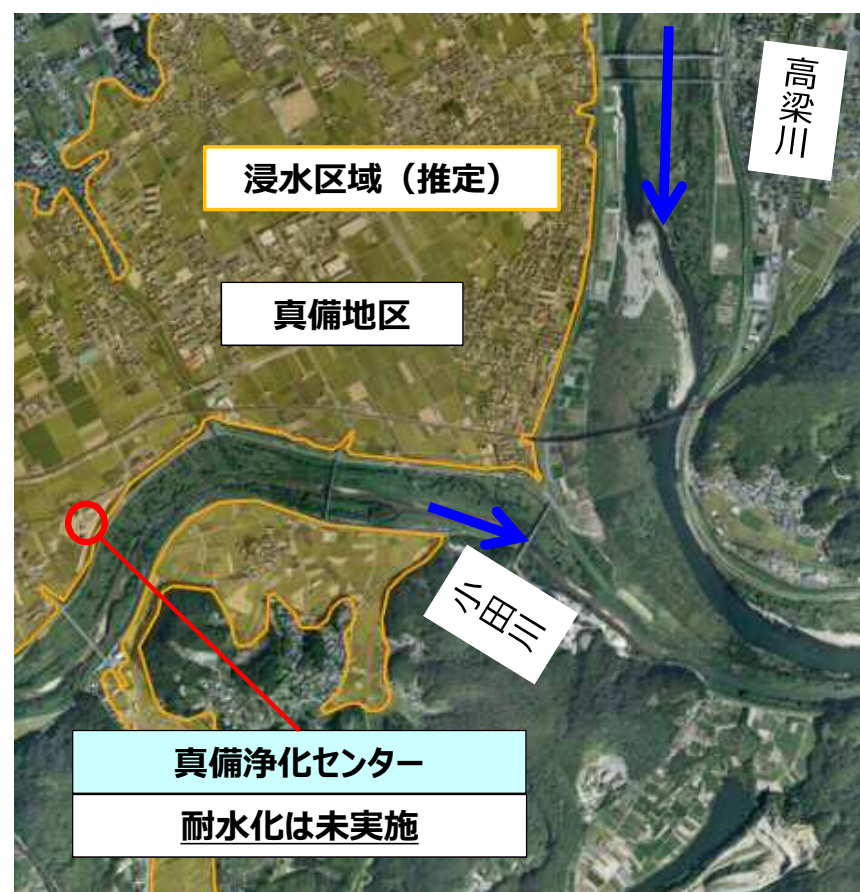 高梁川
浸水区域（推定）
真備地区
小田川
真備浄化センター
耐水化は未実施